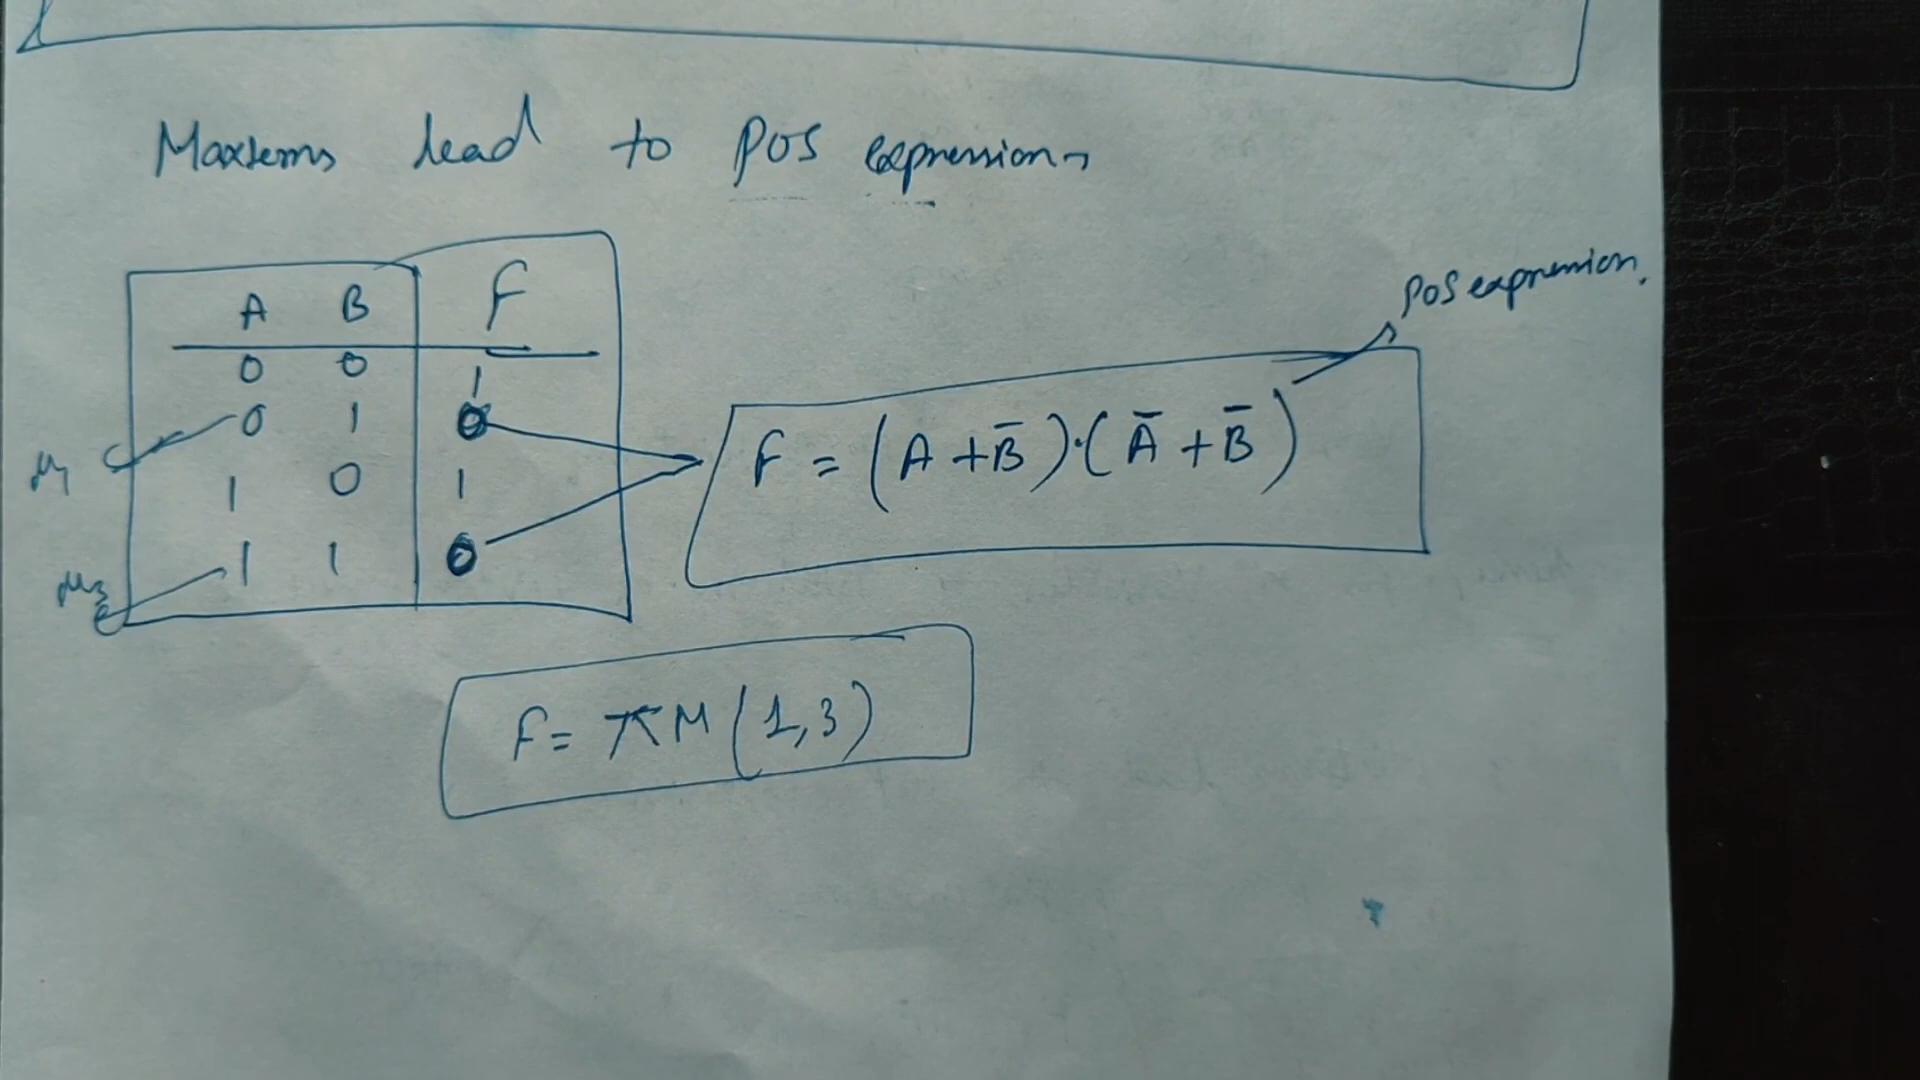 Maxterms lead to POS expressions
A B F
0 0 1
M1 0 1 0
1 0 1
M3 1 1 0
POS expression.
F = (A + B̅)·(A̅ + B̅)
F = πM (1,3)